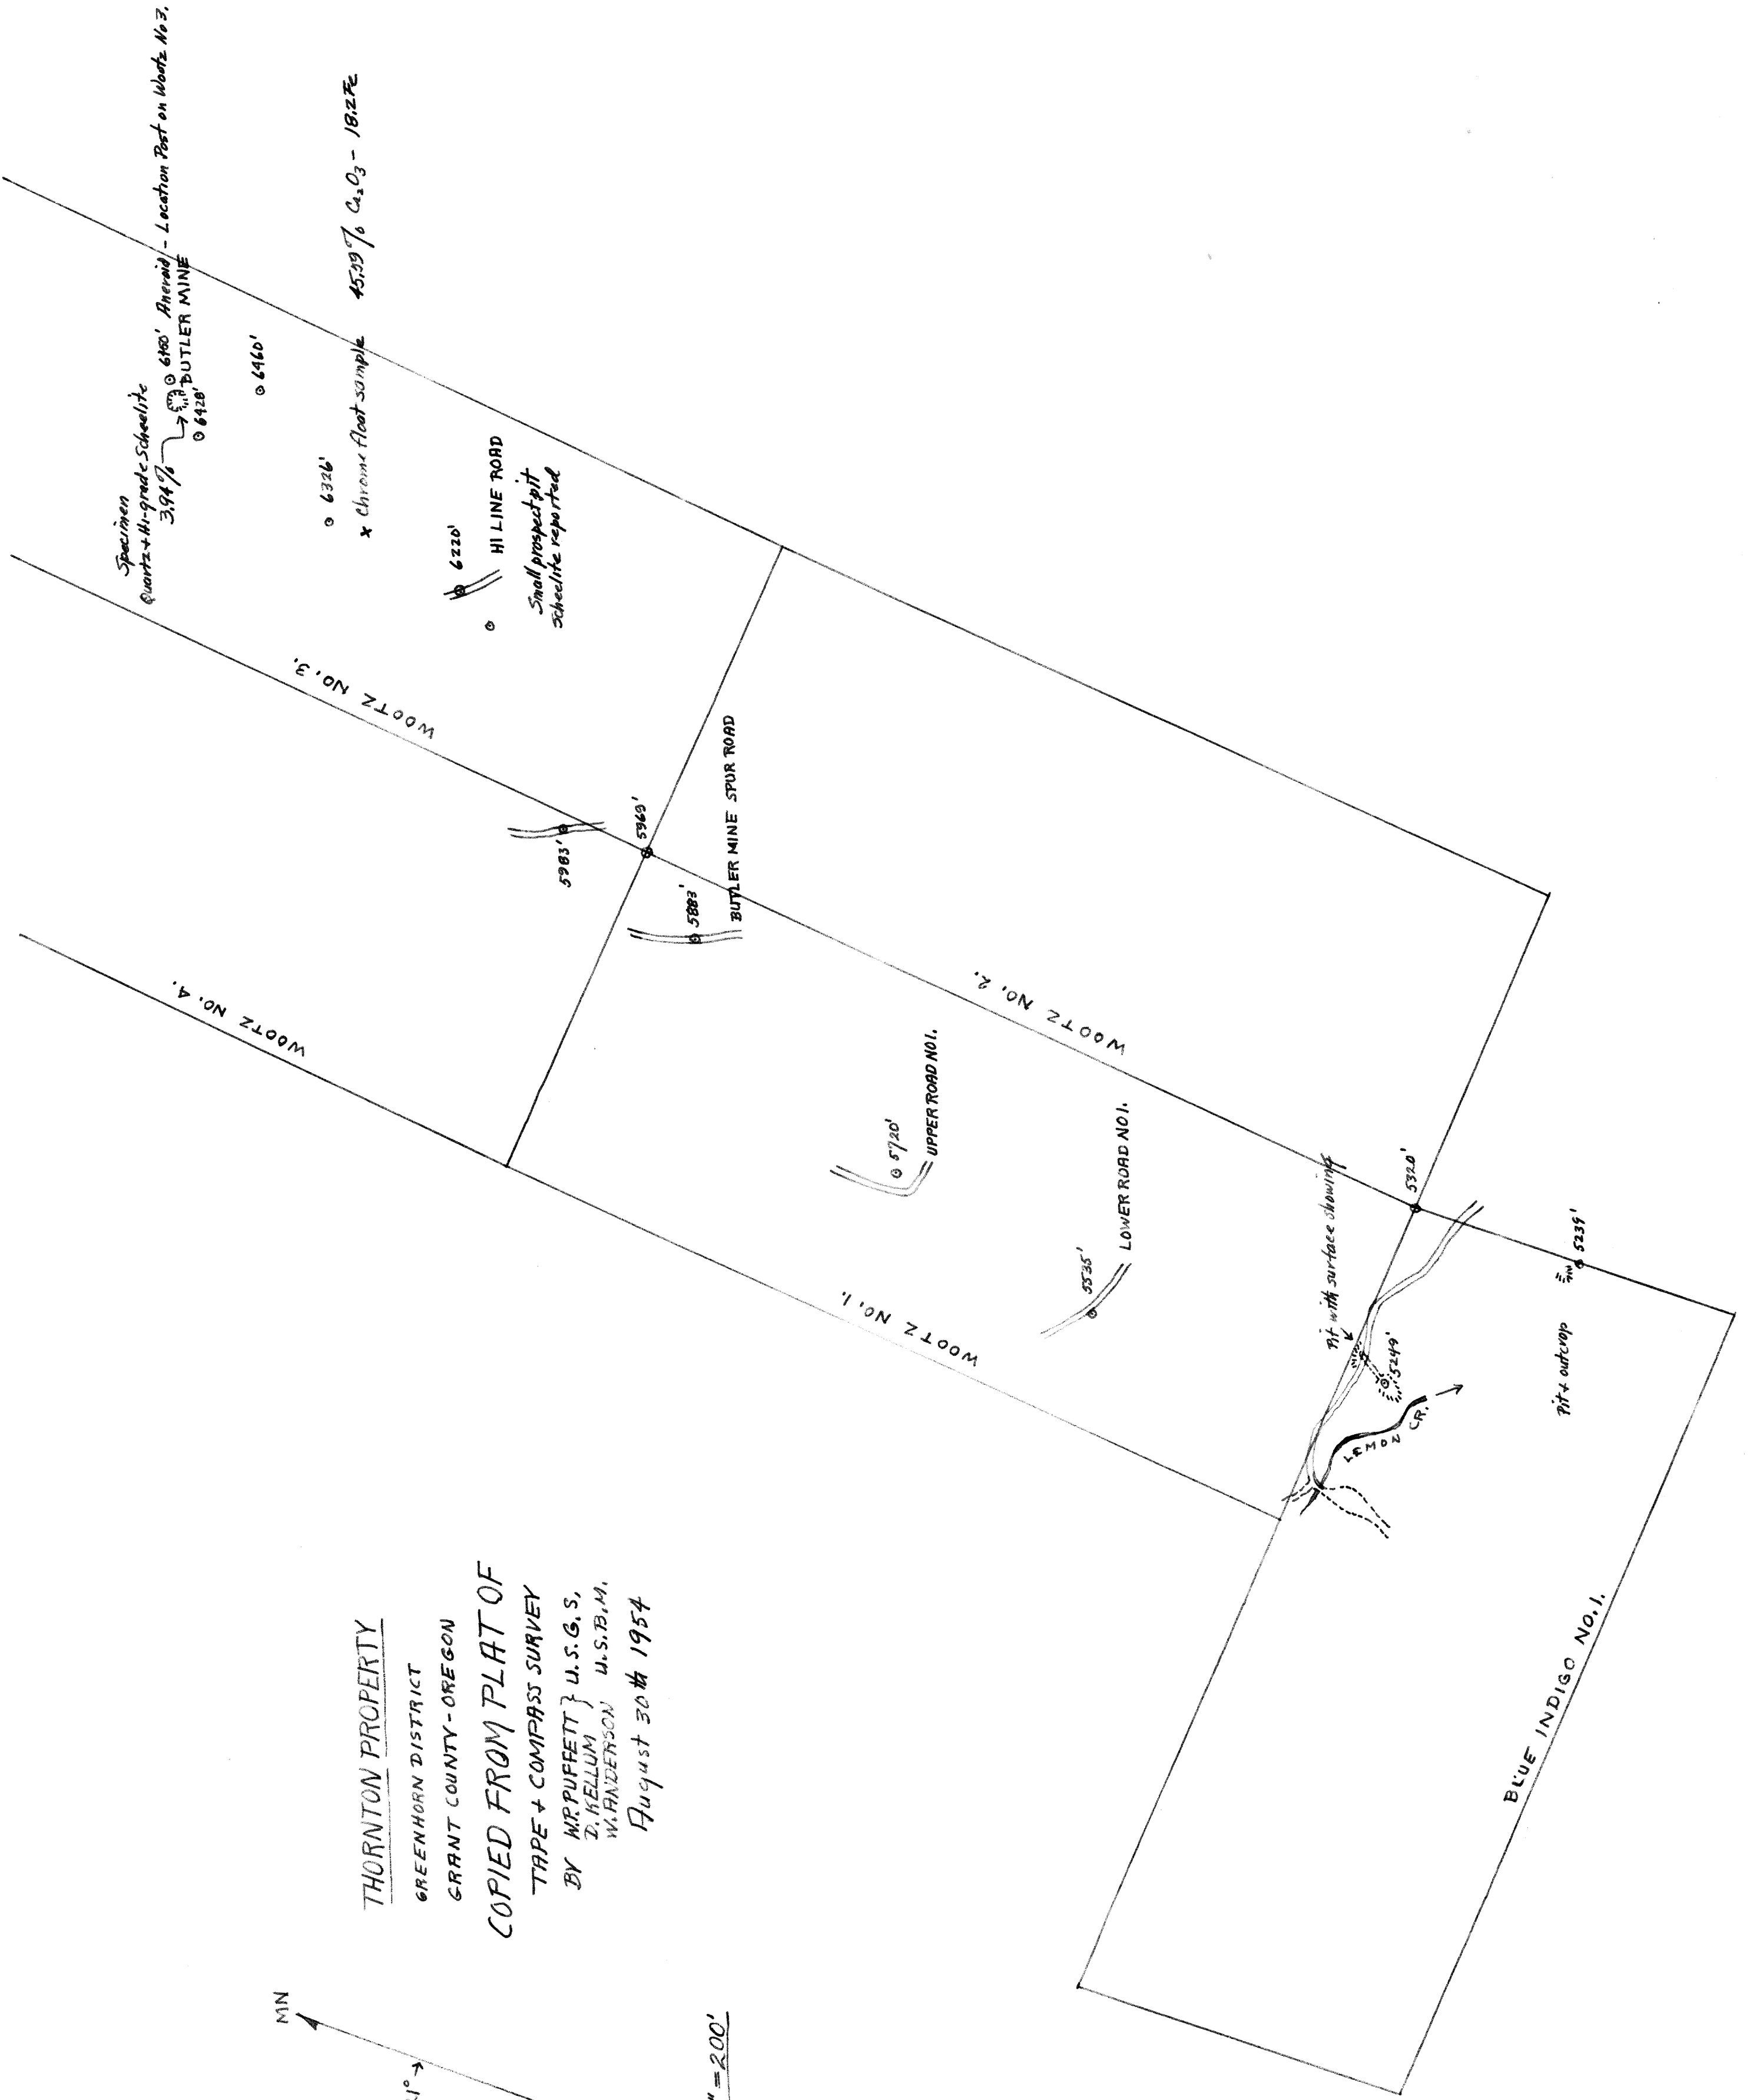 THORNTON PROPERTY
GREENHORN DISTRICT
GRANT COUNTY-OREGON
COPIED FROM PLAT OF
TAPE + COMPASS SURVEY
BY W.P. PUFFETT } U.S.G.S,
D. KELLUM
W. ANDERSON U.S.B.M.
August 30th 1954
MN
1° →
" = 200'
Specimen
Quartz + Hi-grade Scheelite
3.94%
6428'
Aneroid - Location Post on Wootz No 3.
BUTLER MINE
6460'
6326'
x Chrome float sample 45.59% Cr2O3 - 18.2 Fe
6220'
HI LINE ROAD
Small prospect pit
scheelite reported
WOOTZ NO. 3.
WOOTZ NO. 4.
5983'
5969'
5883'
BUTLER MINE SPUR ROAD
WOOTZ NO. 2.
5720'
UPPER ROAD NO 1.
5535'
LOWER ROAD NO 1.
WOOTZ NO. 1.
Pit with surface showing
5320'
5249'
LEMON CR.
5239'
Pit + outcrop
BLUE INDIGO NO. 1.